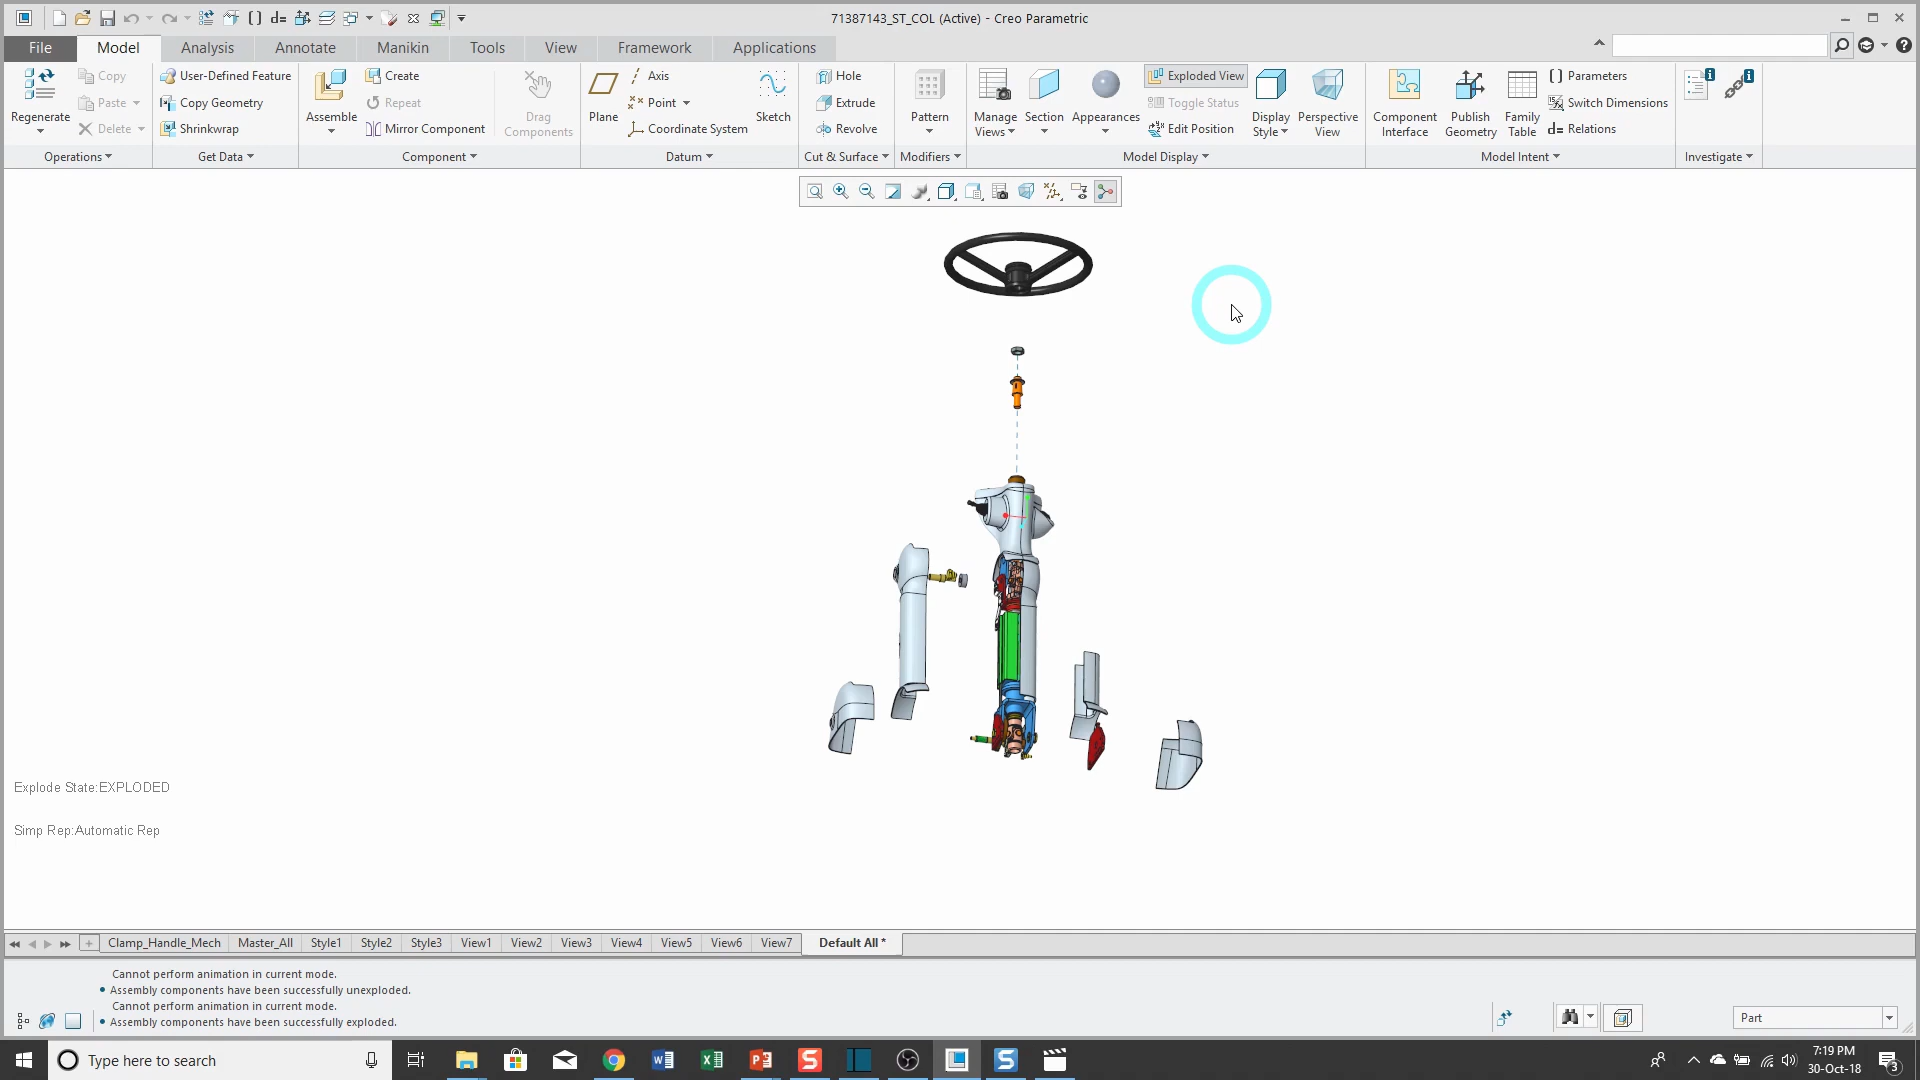 71387143_ST_COL (Active) - Creo Parametric
File Model Analysis Annotate Manikin Tools View Framework Applications
Regenerate
Copy
Paste
Delete
Operations
User-Defined Feature
Copy Geometry
Shrinkwrap
Get Data
Assemble
Create
Repeat
Mirror Component
Drag
Components
Component
Plane
Axis
Point
Coordinate System
Sketch
Datum
Hole
Extrude
Revolve
Cut & Surface
Pattern
Modifiers
Manage
Views
Section
Appearances
Exploded View
Toggle Status
Edit Position
Display
Style
Perspective
View
Model Display
Component
Interface
Publish
Geometry
Family
Table
Parameters
Switch Dimensions
Relations
Model Intent
Investigate
Explode State:EXPLODED
Simp Rep:Automatic Rep
Clamp_Handle_Mech Master_All Style1 Style2 Style3 View1 View2 View3 View4 View5 View6 View7 Default All *
Cannot perform animation in current mode.
• Assembly components have been successfully unexploded.
Cannot perform animation in current mode.
• Assembly components have been successfully exploded.
Part
Type here to search
7:19 PM
30-Oct-18
3